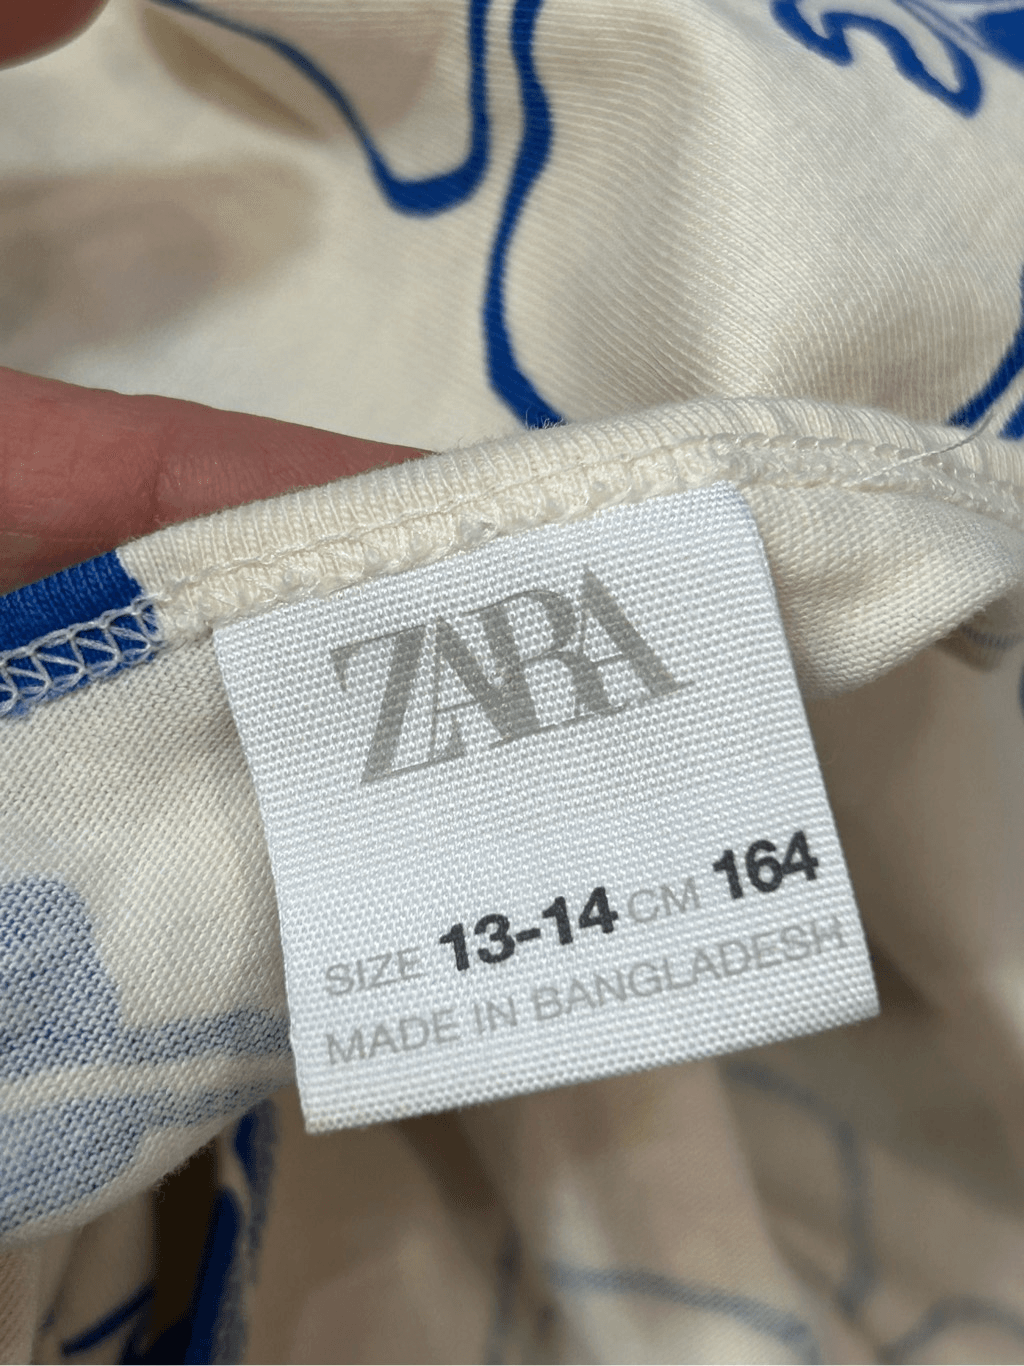 ZARA
SIZE 13-14 CM 164
MADE IN BANGLADESH